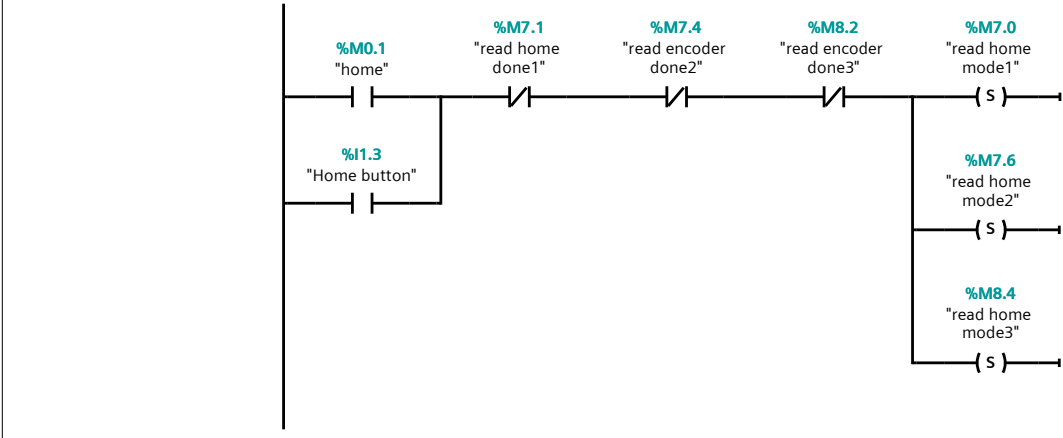 %M0.1
"home"
%M7.1
"read home
done1"
%M7.4
"read encoder
done2"
%M8.2
"read encoder
done3"
%M7.0
"read home
mode1"
S
%I1.3
"Home button"
%M7.6
"read home
mode2"
S
%M8.4
"read home
mode3"
S